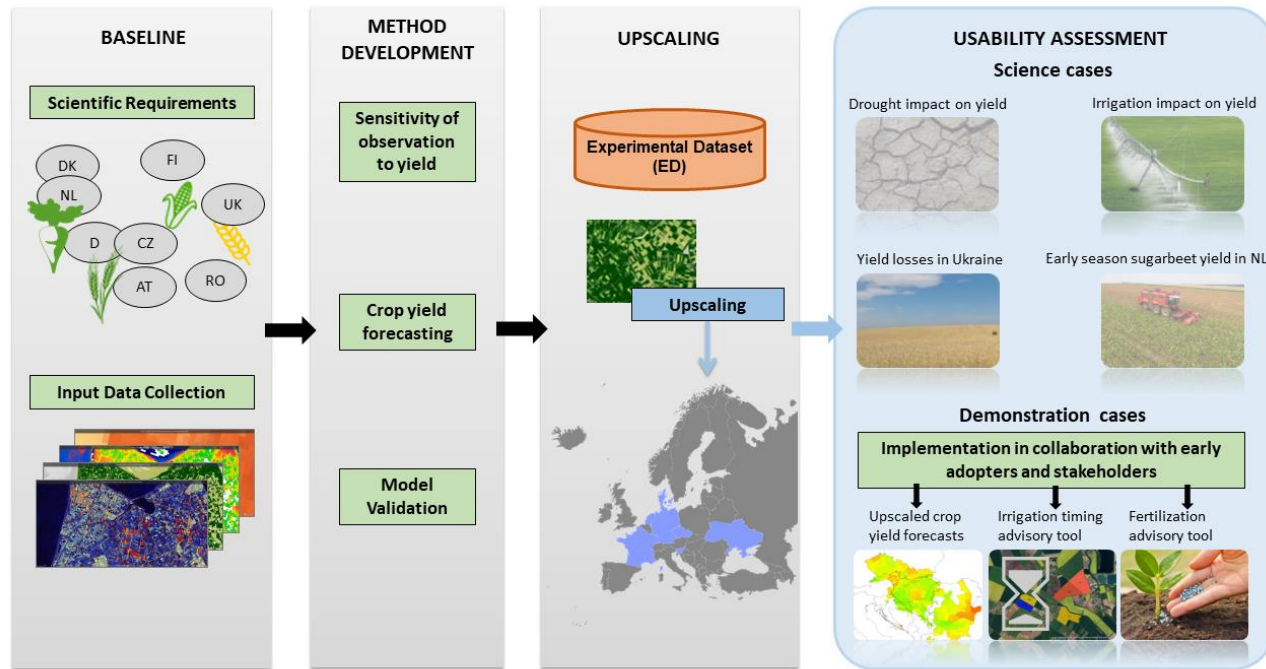 BASELINE
Scientific Requirements
DK
FI
NL
UK
D
CZ
AT
RO
Input Data Collection
METHOD
DEVELOPMENT
Sensitivity of
observation
to yield
Crop yield
forecasting
Model
Validation
UPSCALING
Experimental Dataset
(ED)
Upscaling
USABILITY ASSESSMENT
Science cases
Drought impact on yield
Irrigation impact on yield
Yield losses in Ukraine
Early season sugarbeet yield in NL
Demonstration cases
Implementation in collaboration with early
adopters and stakeholders
Upscaled crop
yield forecasts
Irrigation timing
advisory tool
Fertilization
advisory tool